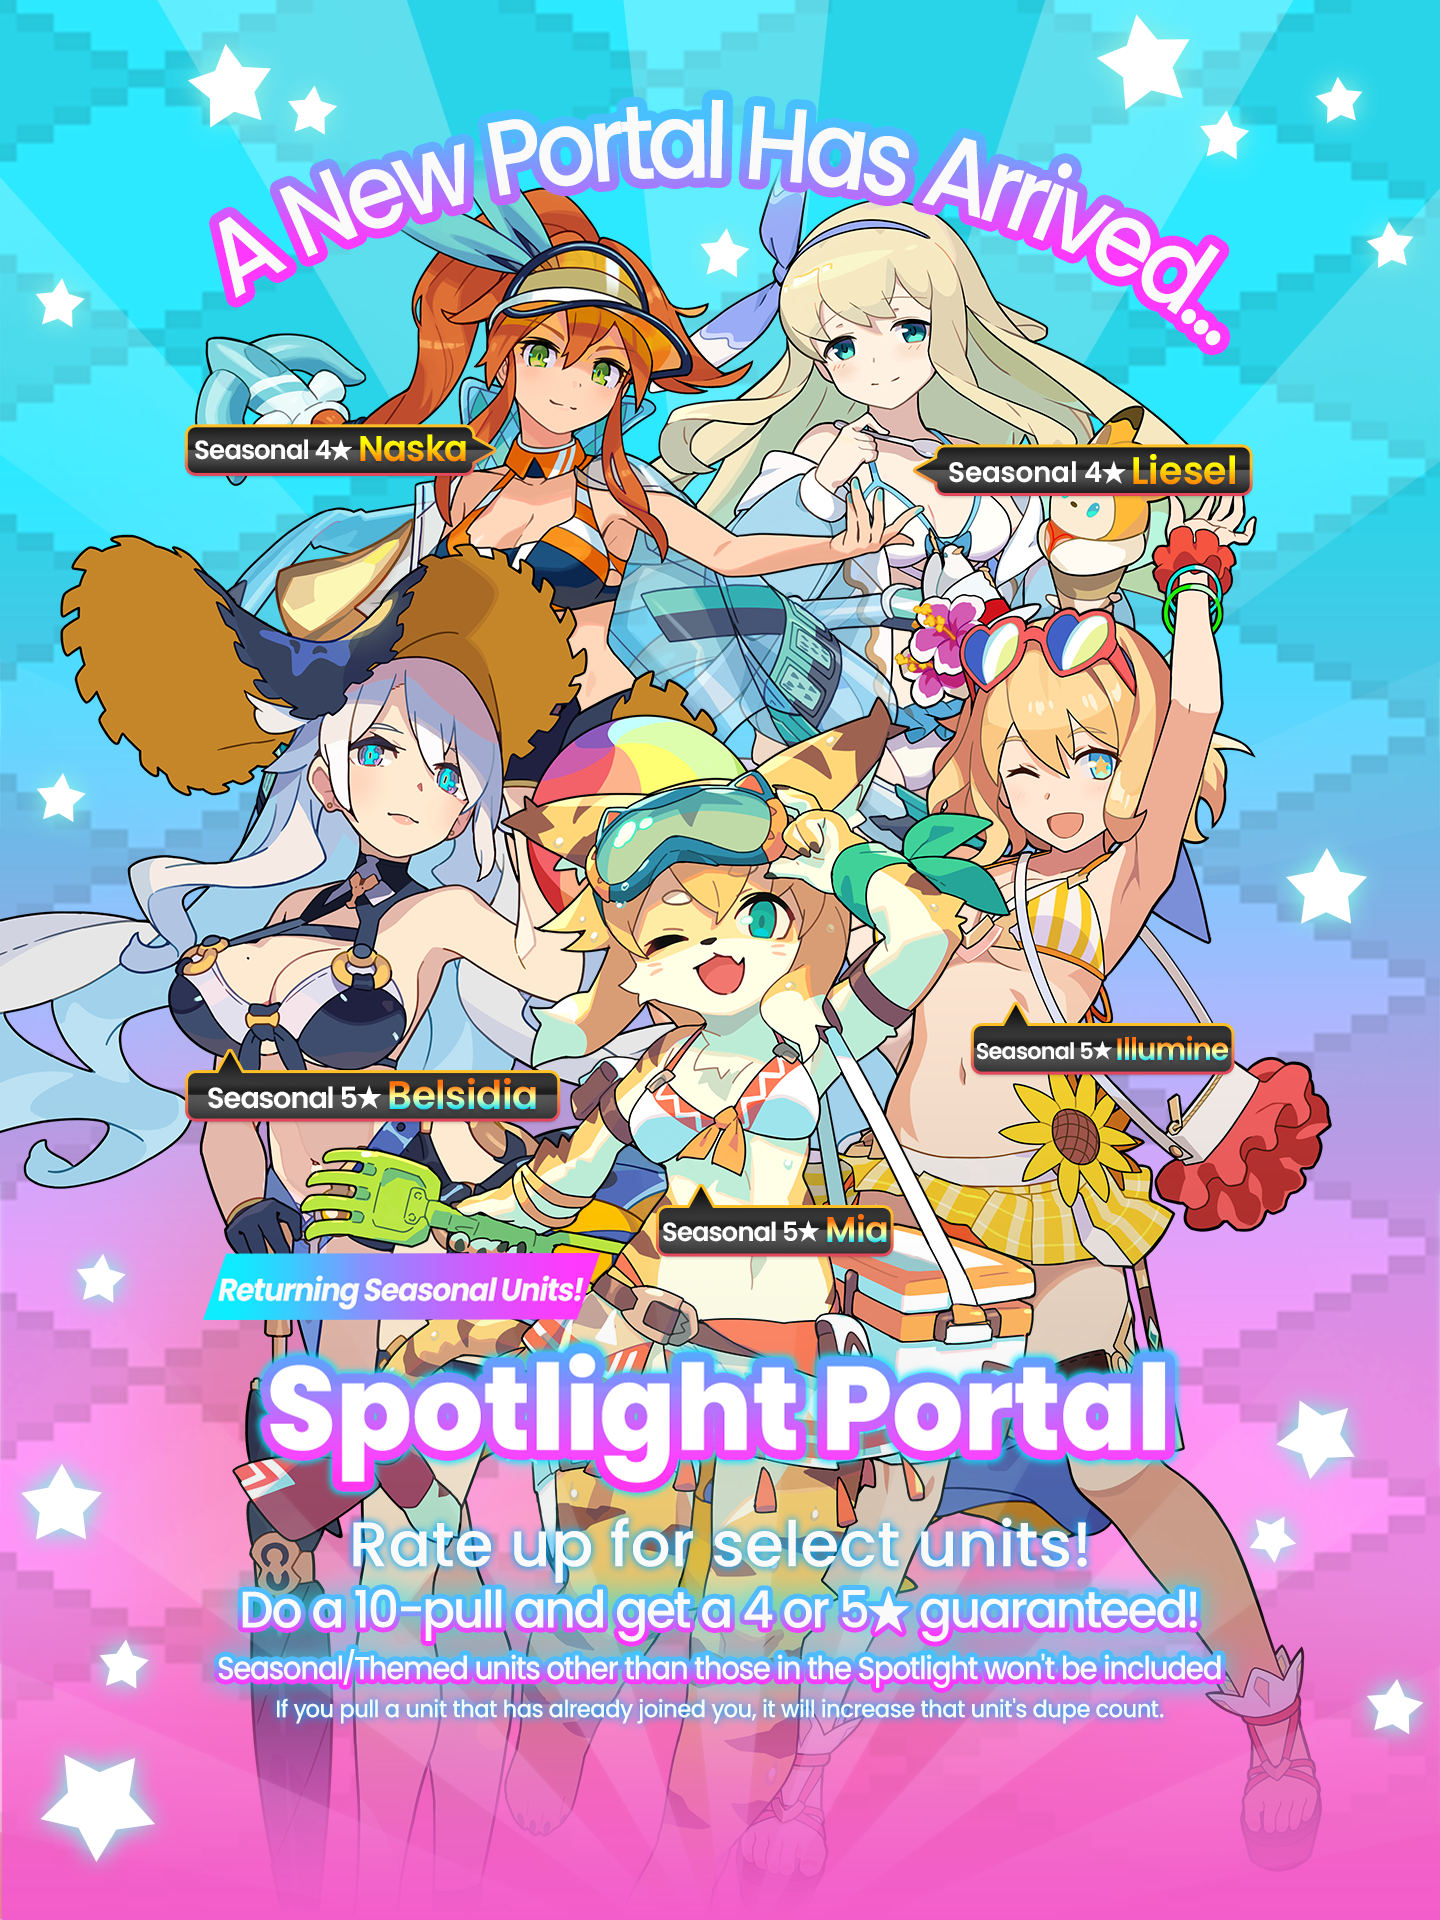 A New Portal Has Arrived...
Seasonal 4★ Naska
Seasonal 4★ Liesel
Seasonal 5★ Illumine
Seasonal 5★ Belsidia
Seasonal 5★ Mia
Returning Seasonal Units!
Spotlight Portal
Rate up for select units!
Do a 10-pull and get a 4 or 5★ guaranteed!
Seasonal/Themed units other than those in the Spotlight won't be included
If you pull a unit that has already joined you, it will increase that unit's dupe count.